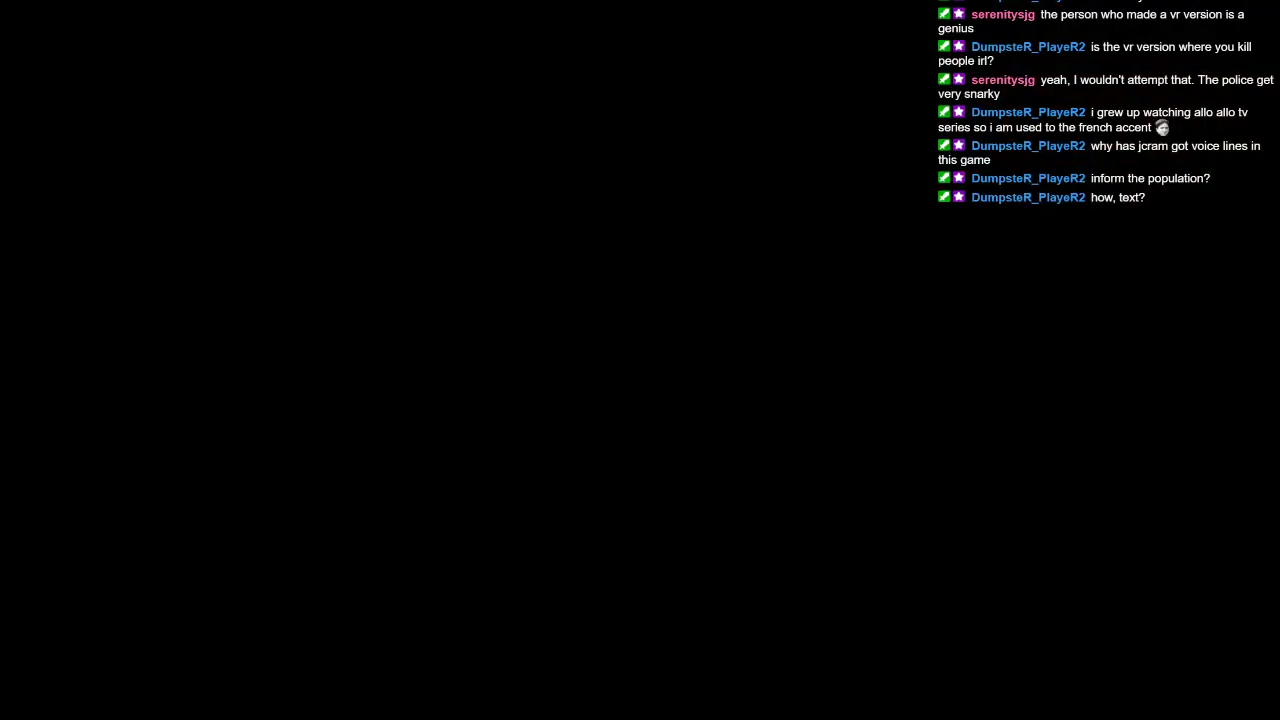 serenitysjg the person who made a vr version is a
genius
DumpsteR_PlayeR2 is the vr version where you kill
people irl?
serenitysjg yeah, I wouldn't attempt that. The police get
very snarky
DumpsteR_PlayeR2 i grew up watching allo allo tv
series so i am used to the french accent
DumpsteR_PlayeR2 why has jcram got voice lines in
this game
DumpsteR_PlayeR2 inform the population?
DumpsteR_PlayeR2 how, text?